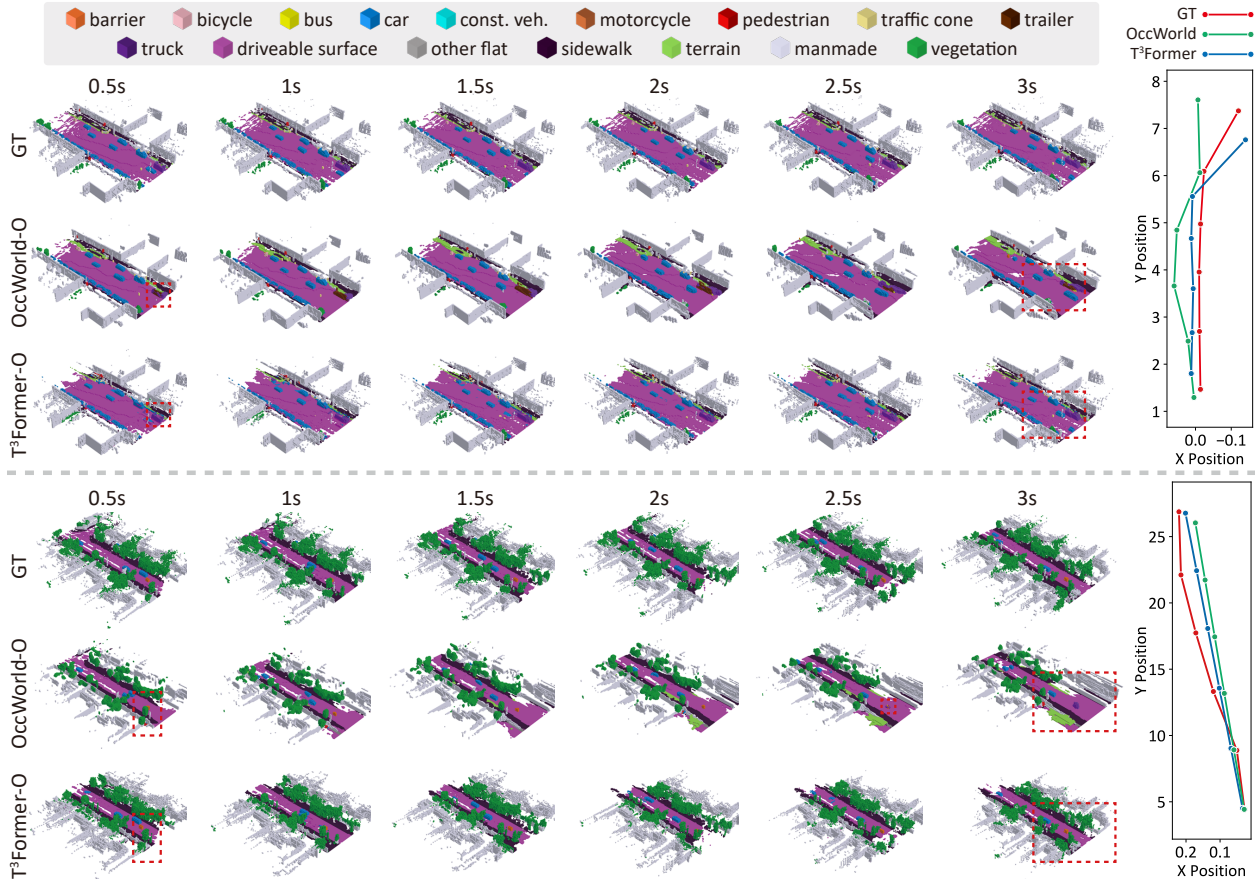 barrier bicycle bus car const. veh. motorcycle pedestrian traffic cone trailer
truck driveable surface other flat sidewalk terrain manmade vegetation
GT
OccWorld
T³Former
0.5s 1s 1.5s 2s 2.5s 3s
GT
OccWorld-O
T³Former-O
8
7
6
5
4
3
2
1
Y Position
0.0 −0.1
X Position
0.5s 1s 1.5s 2s 2.5s 3s
GT
OccWorld-O
T³Former-O
25
20
15
10
5
Y Position
0.2 0.1
X Position